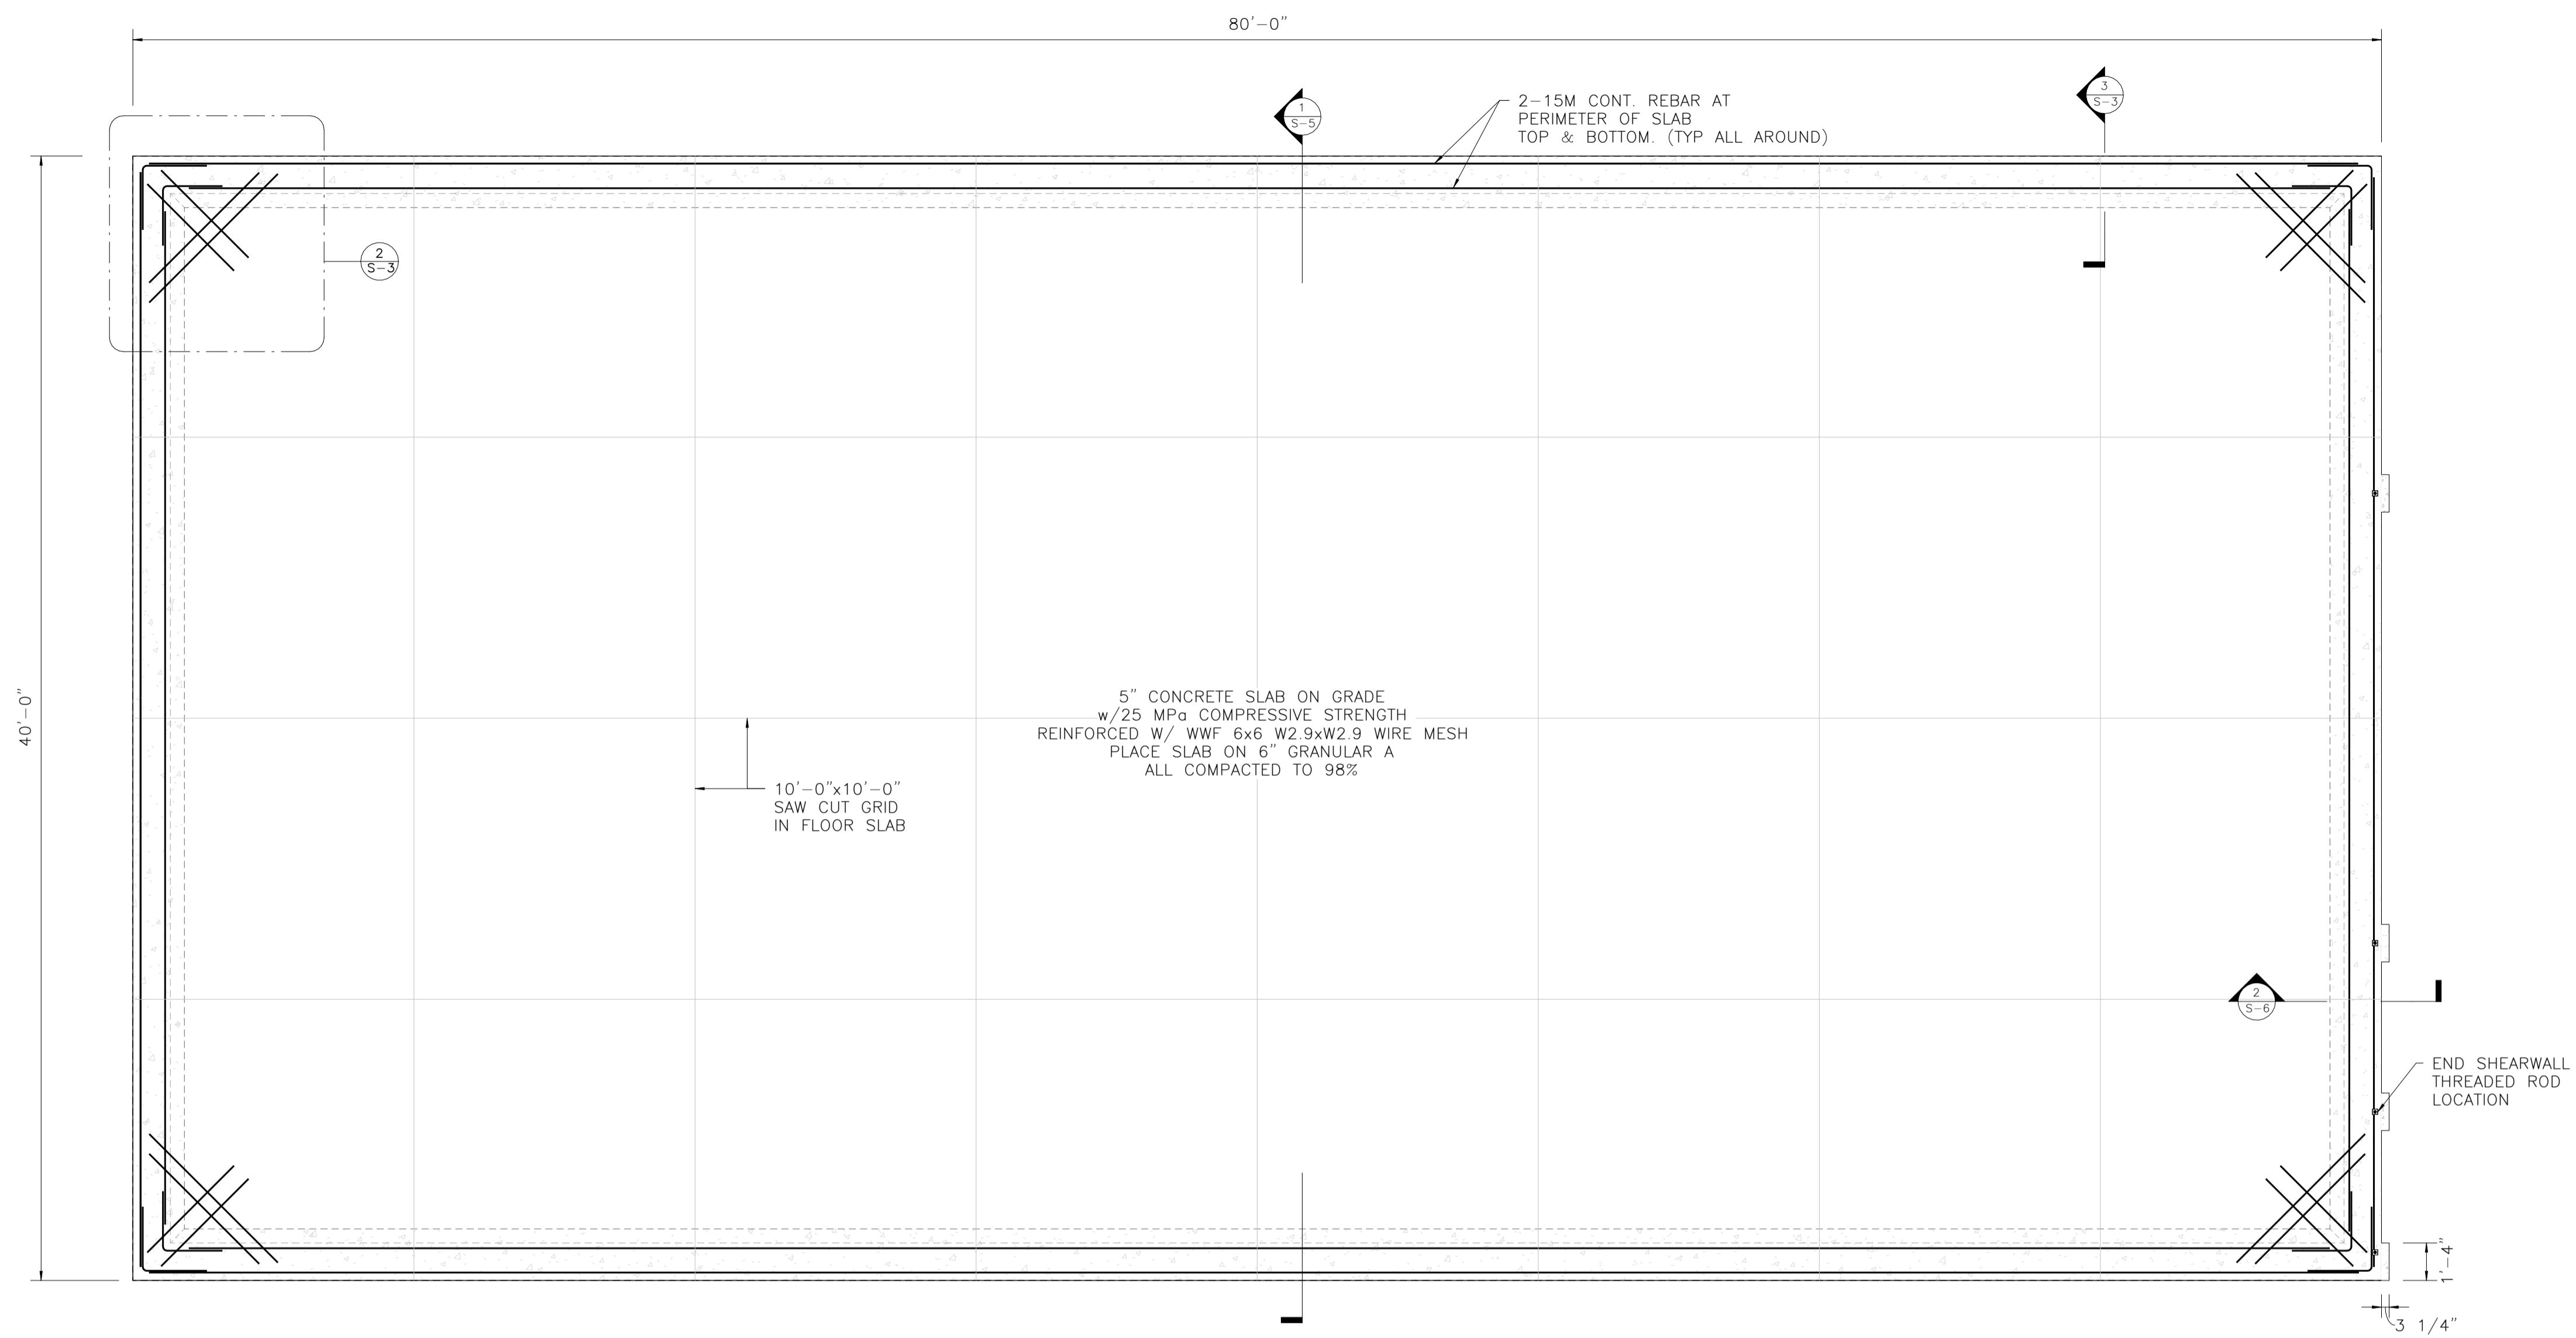 80'-0"
1
S-5
3
S-3
2-15M CONT. REBAR AT
PERIMETER OF SLAB
TOP & BOTTOM. (TYP ALL AROUND)
2
S-3
40'-0"
5" CONCRETE SLAB ON GRADE
w/25 MPa COMPRESSIVE STRENGTH
REINFORCED W/ WWF 6x6 W2.9xW2.9 WIRE MESH
PLACE SLAB ON 6" GRANULAR A
ALL COMPACTED TO 98%
10'-0"x10'-0"
SAW CUT GRID
IN FLOOR SLAB
2
S-6
END SHEARWALL
THREADED ROD
LOCATION
1'-4"
3 1/4"